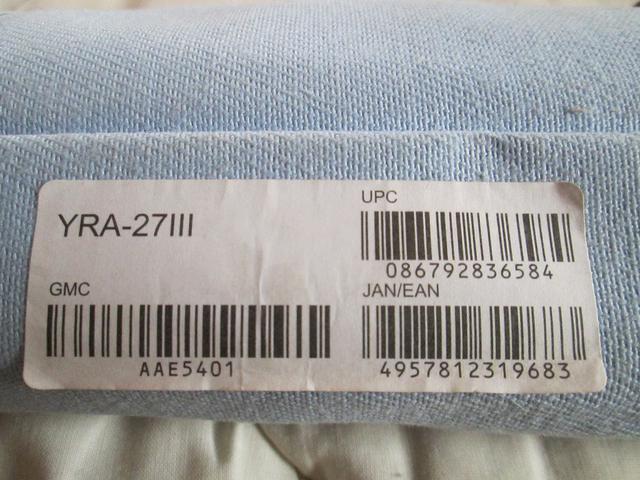 YRA-27III
UPC
086792836584
GMC
AAE5401
JAN/EAN
4957812319683